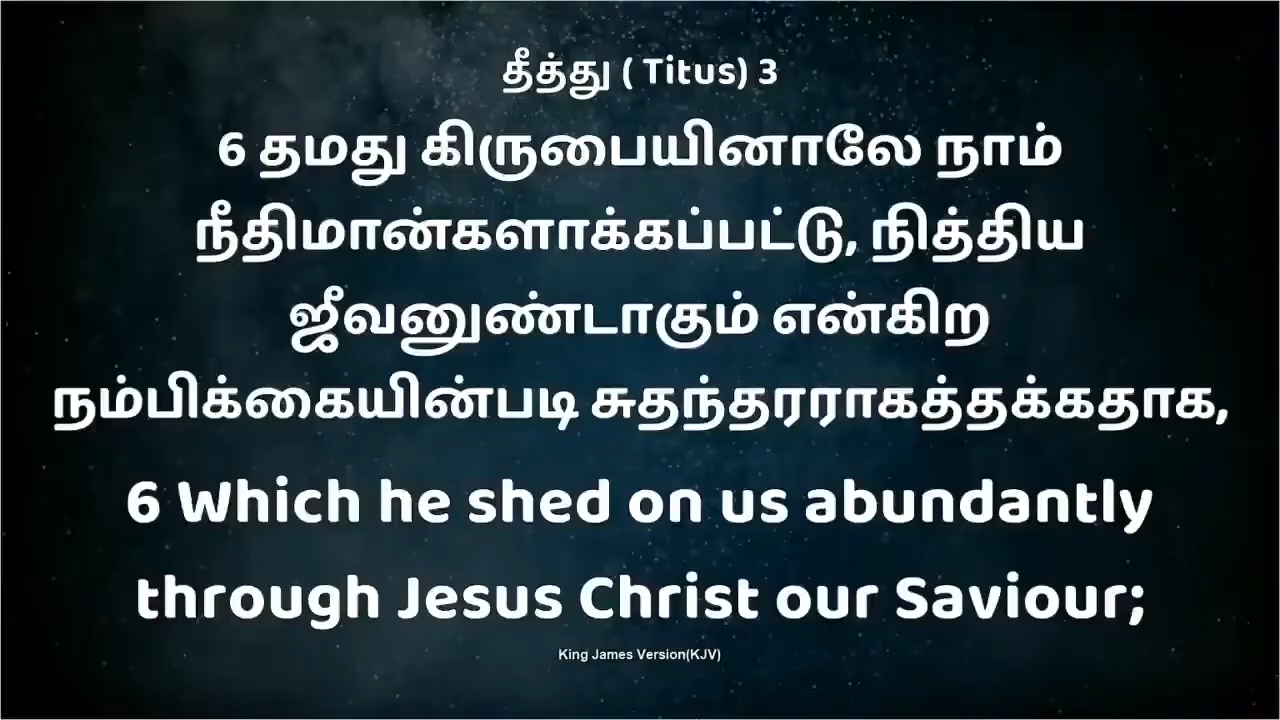 தீத்து ( Titus) 3
6 தமது கிருபையினாலே நாம்
நீதிமான்களாக்கப்பட்டு, நித்திய
ஜீவனுண்டாகும் என்கிற
நம்பிக்கையின்படி சுதந்தரராகத்தக்கதாக,
6 Which he shed on us abundantly
through Jesus Christ our Saviour;
King James Version(KJV)